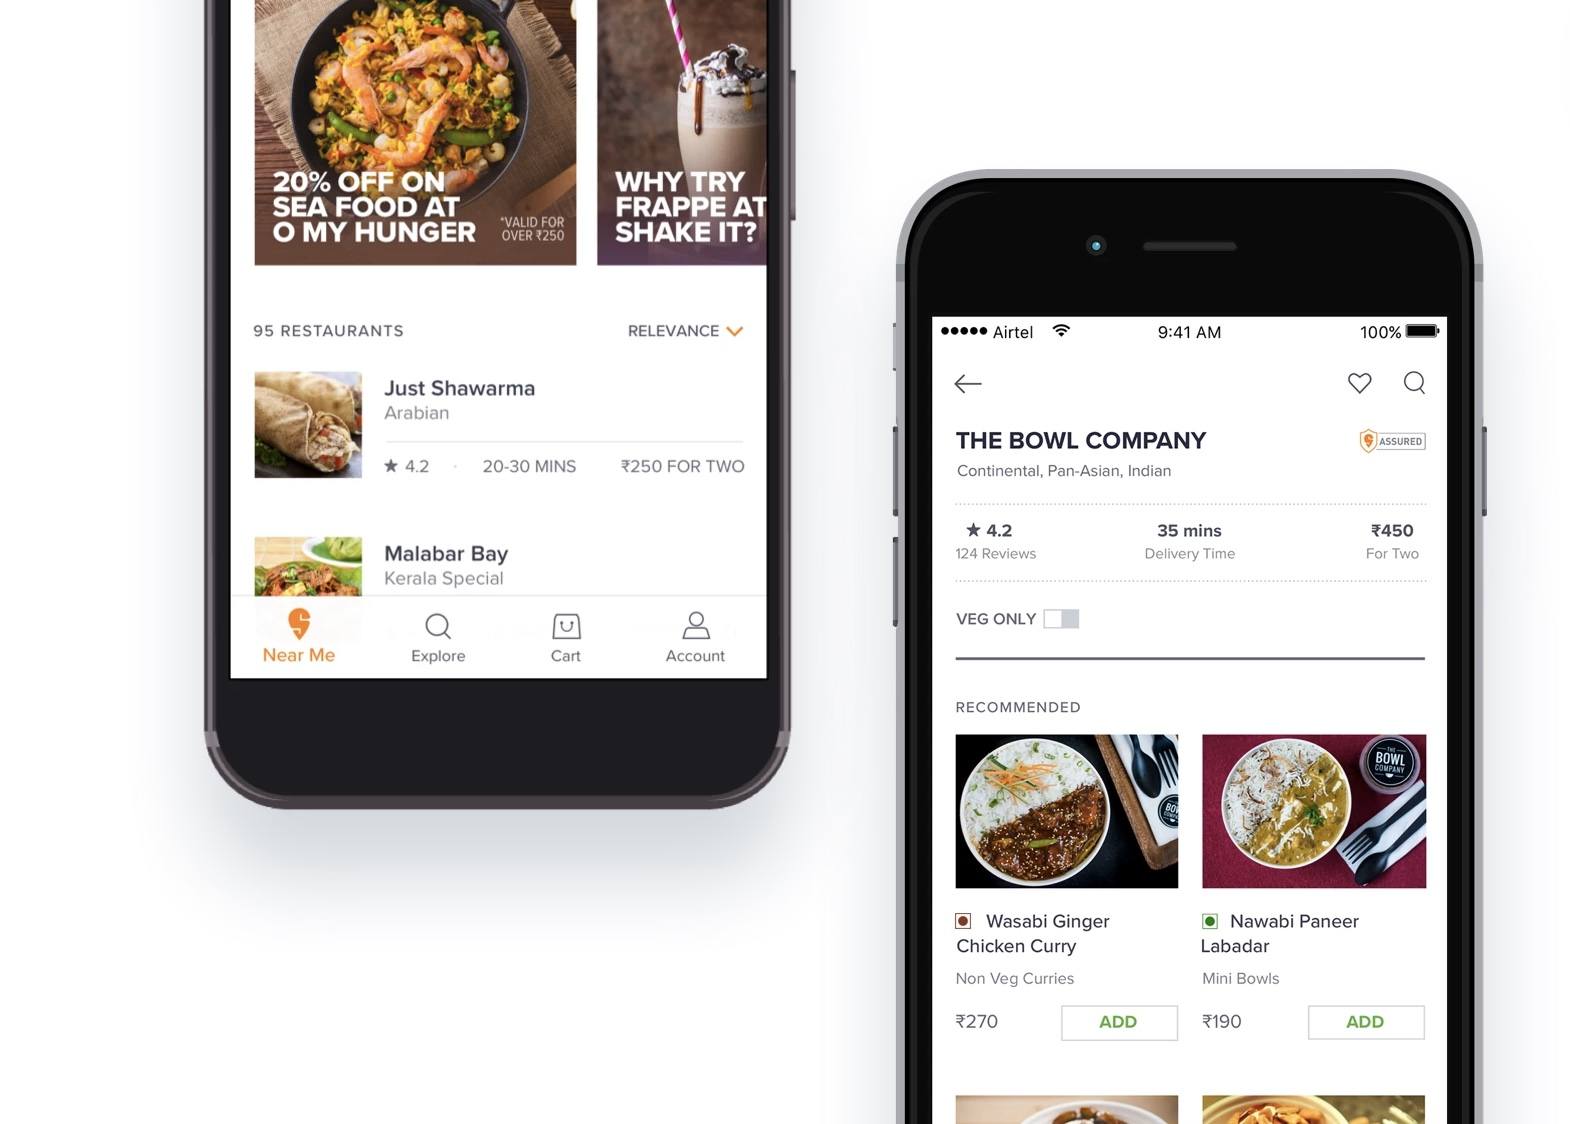 20% OFF ON
SEA FOOD AT
O MY HUNGER
*VALID FOR
OVER ₹250
WHY TRY
FRAPPE AT
SHAKE IT?
95 RESTAURANTS
RELEVANCE
Just Shawarma
Arabian
★ 4.2 · 20-30 MINS ₹250 FOR TWO
Malabar Bay
Kerala Special
Near Me
Explore
Cart
Account
Airtel
9:41 AM
100%
THE BOWL COMPANY
ASSURED
Continental, Pan-Asian, Indian
★ 4.2
124 Reviews
35 mins
Delivery Time
₹450
For Two
VEG ONLY
RECOMMENDED
THE
BOWL
COMPANY
Wasabi Ginger
Chicken Curry
Non Veg Curries
₹270
ADD
Nawabi Paneer
Labadar
Mini Bowls
₹190
ADD